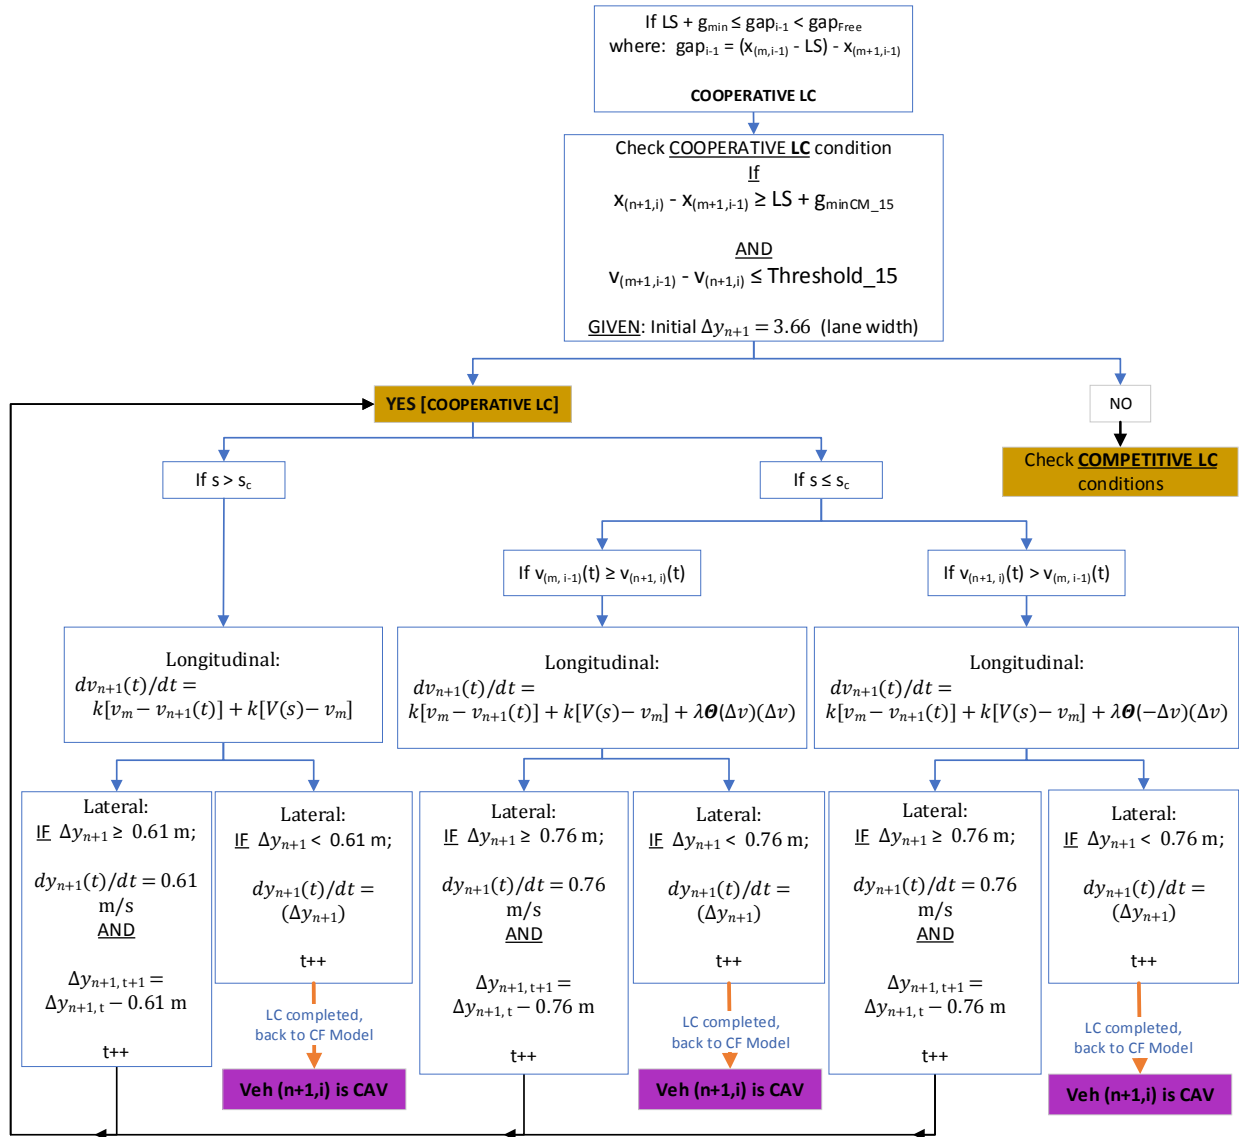 If LS + gmin ≤ gapi-1 < gapFree
where: gapi-1 = (x(m,i-1) - LS) - x(m+1,i-1)
COOPERATIVE LC
Check COOPERATIVE LC condition
If
x(n+1,i) - x(m+1,i-1) ≥ LS + gminCM_15
AND
v(m+1,i-1) - v(n+1,i) ≤ Threshold_15
GIVEN: Initial Δyn+1 = 3.66 (lane width)
YES [COOPERATIVE LC]
NO
Check COMPETITIVE LC
conditions
If s > sc
If s ≤ sc
If v(m, i-1)(t) ≥ v(n+1, i)(t)
If v(n+1, i)(t) > v(m, i-1)(t)
Longitudinal:
dvn+1(t)/dt =
k[vm − vn+1(t)] + k[V(s) − vm]
Longitudinal:
dvn+1(t)/dt =
k[vm − vn+1(t)] + k[V(s) − vm] + λΘ(Δv)(Δv)
Longitudinal:
dvn+1(t)/dt =
k[vm − vn+1(t)] + k[V(s) − vm] + λΘ(−Δv)(Δv)
Lateral:
IF Δyn+1 ≥ 0.61 m;
dyn+1(t)/dt = 0.61
m/s
AND
Δyn+1, t+1 =
Δyn+1, t − 0.61 m
t++
Lateral:
IF Δyn+1 < 0.61 m;
dyn+1(t)/dt =
(Δyn+1)
t++
LC completed,
back to CF Model
Veh (n+1,i) is CAV
Lateral:
IF Δyn+1 ≥ 0.76 m;
dyn+1(t)/dt = 0.76
m/s
AND
Δyn+1, t+1 =
Δyn+1, t − 0.76 m
t++
Lateral:
IF Δyn+1 < 0.76 m;
dyn+1(t)/dt =
(Δyn+1)
t++
LC completed,
back to CF Model
Veh (n+1,i) is CAV
Lateral:
IF Δyn+1 ≥ 0.76 m;
dyn+1(t)/dt = 0.76
m/s
AND
Δyn+1, t+1 =
Δyn+1, t − 0.76 m
t++
Lateral:
IF Δyn+1 < 0.76 m;
dyn+1(t)/dt =
(Δyn+1)
t++
LC completed,
back to CF Model
Veh (n+1,i) is CAV